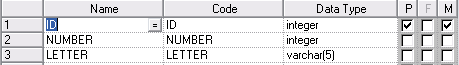 Name Code Data Type P F M
1 ID = ID integer
2 NUMBER NUMBER integer
3 LETTER LETTER varchar(5)